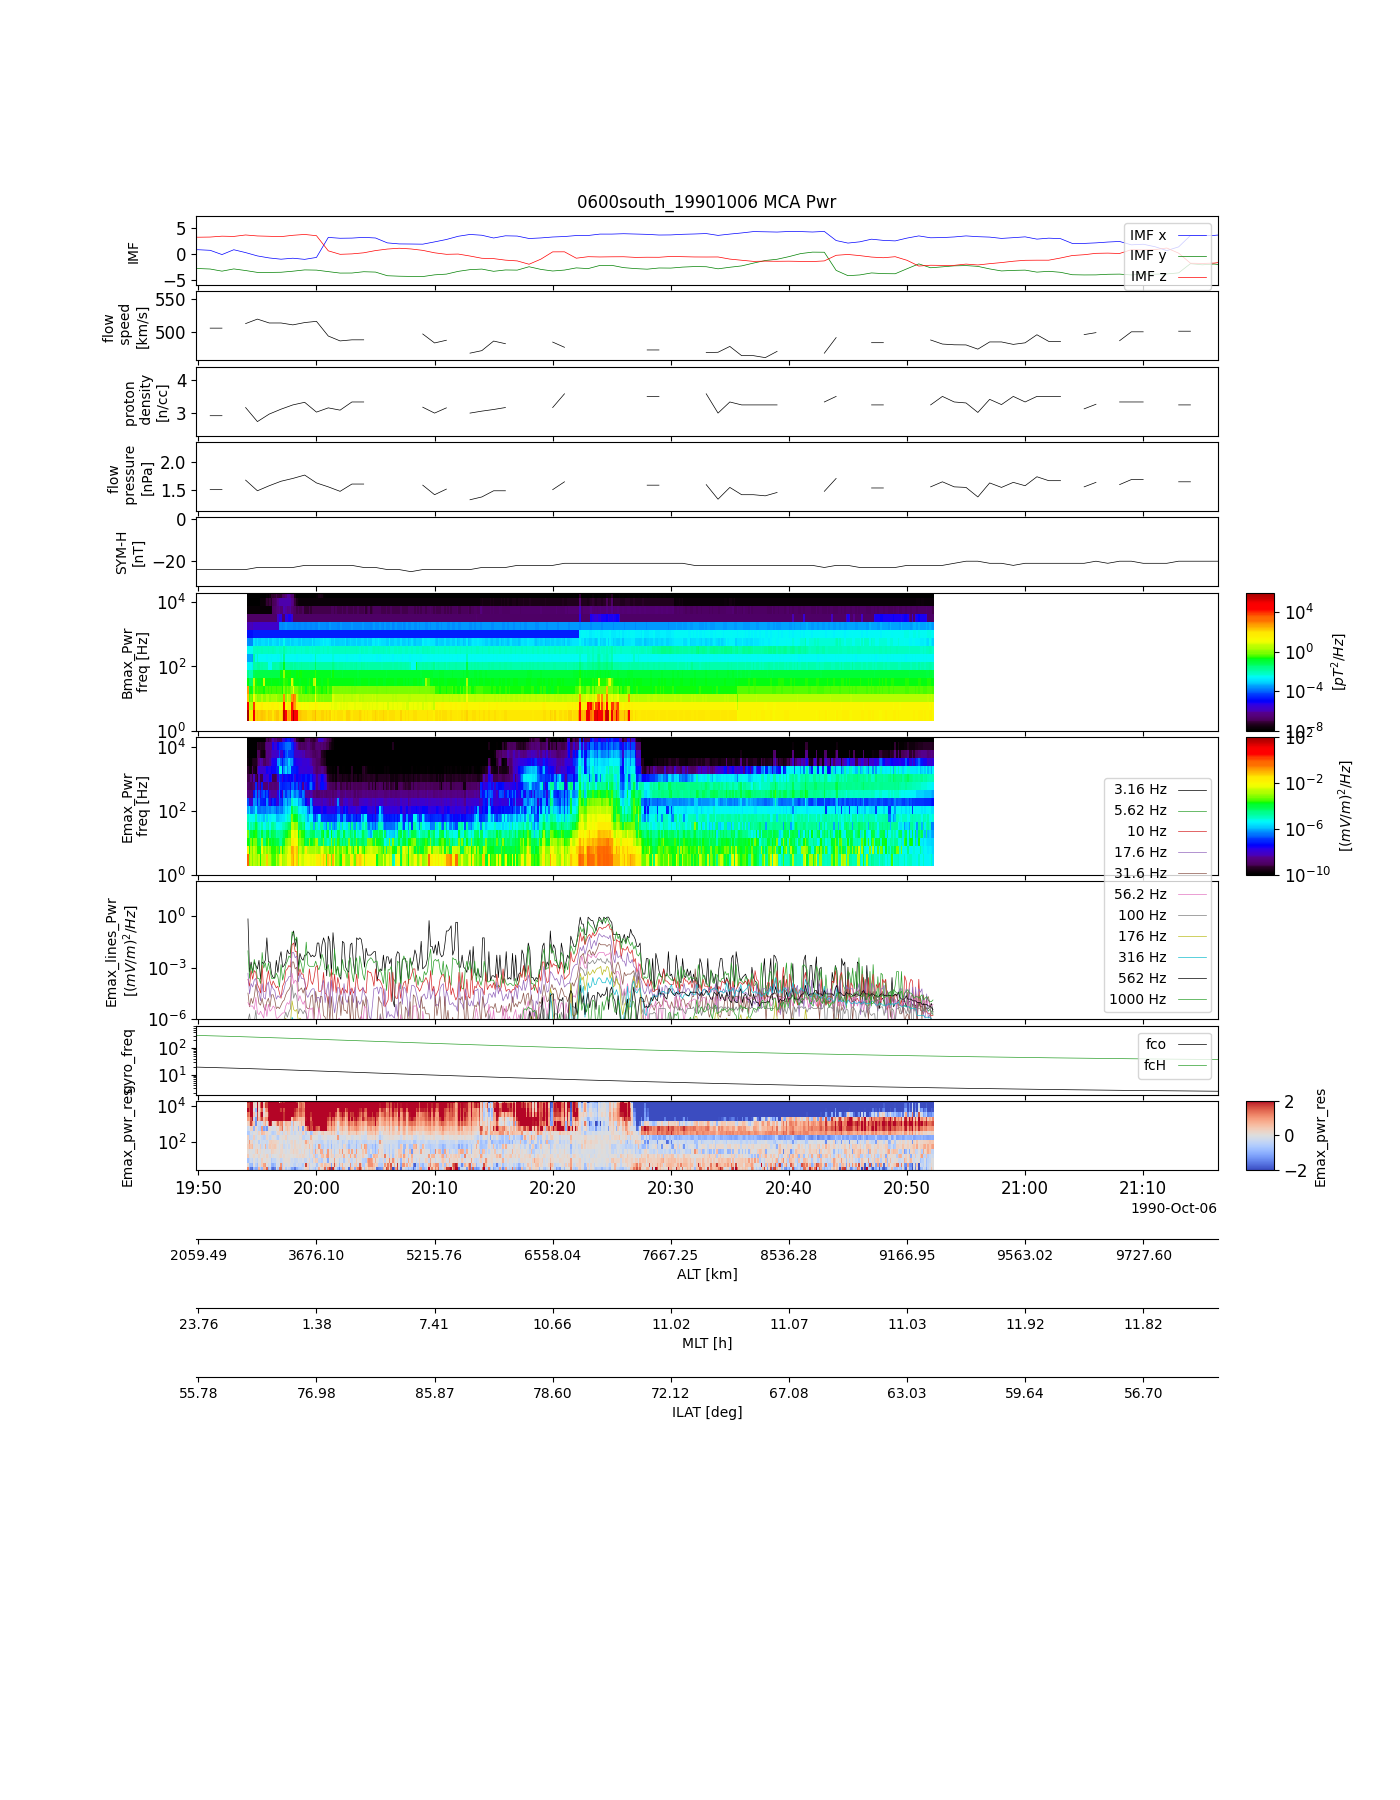 0600south_19901006 MCA Pwr
IMF
5
0
−5
IMF x
IMF y
IMF z
flow
speed
[km/s]
550
500
proton
density
[n/cc]
4
3
flow
pressure
[nPa]
2.0
1.5
SYM-H
[nT]
0
−20
Bmax_Pwr
freq [Hz]
10^4
10^2
10^0
10^4
10^0
10^−4
10^−8
[pT^2/Hz]
Emax_Pwr
freq [Hz]
10^4
10^2
10^0
10^2
10^−2
10^−6
10^−10
[(mV/m)^2/Hz]
Emax_lines_Pwr
[(mV/m)^2/Hz]
10^0
10^−3
10^−6
3.16 Hz
5.62 Hz
10 Hz
17.6 Hz
31.6 Hz
56.2 Hz
100 Hz
176 Hz
316 Hz
562 Hz
1000 Hz
gyro_freq
10^2
10^1
fco
fcH
Emax_pwr_res
10^4
10^2
2
0
−2
Emax_pwr_res
19:50 20:00 20:10 20:20 20:30 20:40 20:50 21:00 21:10
1990-Oct-06
2059.49 3676.10 5215.76 6558.04 7667.25 8536.28 9166.95 9563.02 9727.60
ALT [km]
23.76 1.38 7.41 10.66 11.02 11.07 11.03 11.92 11.82
MLT [h]
55.78 76.98 85.87 78.60 72.12 67.08 63.03 59.64 56.70
ILAT [deg]